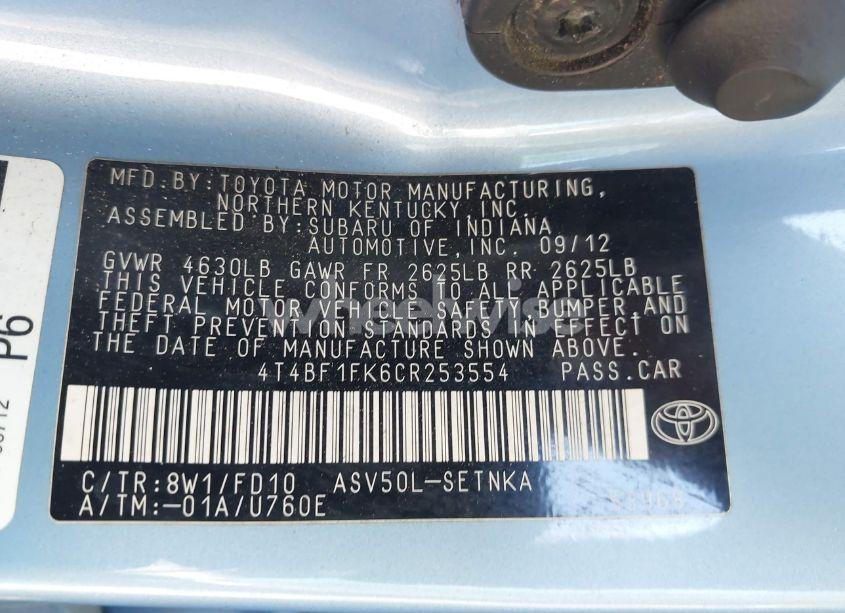 MFD.BY:TOYOTA MOTOR MANUFACTURING,
NORTHERN KENTUCKY,INC.
ASSEMBLED BY:SUBARU OF INDIANA
AUTOMOTIVE,INC. 09/12
GVWR 4630LB GAWR FR 2625LB RR 2625LB
THIS VEHICLE CONFORMS TO ALL APPLICABLE
FEDERAL MOTOR VEHICLE SAFETY,BUMPER,AND
THEFT PREVENTION STANDARDS IN EFFECT ON
THE DATE OF MANUFACTURE SHOWN ABOVE.
4T4BF1FK6CR253554 PASS.CAR
C/TR:8W1/FD10 ASV50L-SETNKA
A/TM:-01A/U760E
P6
wheelwise